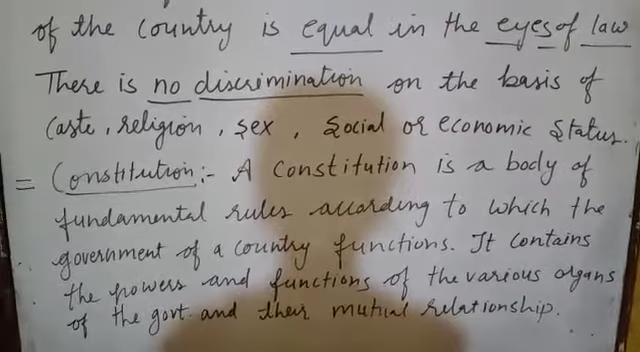 of the country is equal in the eyes of law
There is no discrimination on the basis of
Caste, religion, sex, social or economic status.
= Constitution :- A Constitution is a body of
fundamental rules according to which the
government of a country functions. It contains
the powers and functions of the various organs
of the govt. and their mutual relationship.